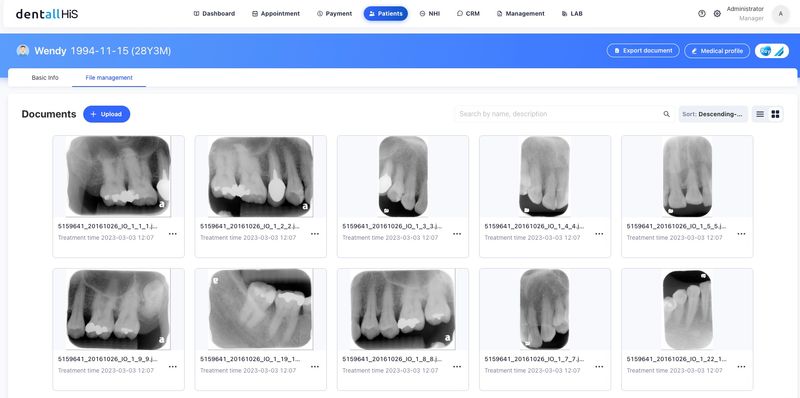 dentallHiS
Dashboard
Appointment
Payment
Patients
NHI
CRM
Management
LAB
Administrator
Manager
A
Wendy 1994-11-15 (28Y3M)
Export document
Medical profile
Basic Info
File management
Documents
+ Upload
Search by name, description
Sort: Descending-...
5159641_20161026_IO_1_1_1.j...
Treatment time 2023-03-03 12:07
5159641_20161026_IO_1_2_2.j...
Treatment time 2023-03-03 12:07
5159641_20161026_IO_1_3_3.j...
Treatment time 2023-03-03 12:07
5159641_20161026_IO_1_4_4.j...
Treatment time 2023-03-03 12:07
5159641_20161026_IO_1_5_5.j...
Treatment time 2023-03-03 12:07
5159641_20161026_IO_1_9_9.j...
Treatment time 2023-03-03 12:07
5159641_20161026_IO_1_19_1...
Treatment time 2023-03-03 12:07
5159641_20161026_IO_1_8_8.j...
Treatment time 2023-03-03 12:07
5159641_20161026_IO_1_7_7.j...
Treatment time 2023-03-03 12:07
5159641_20161026_IO_1_22_1...
Treatment time 2023-03-03 12:07